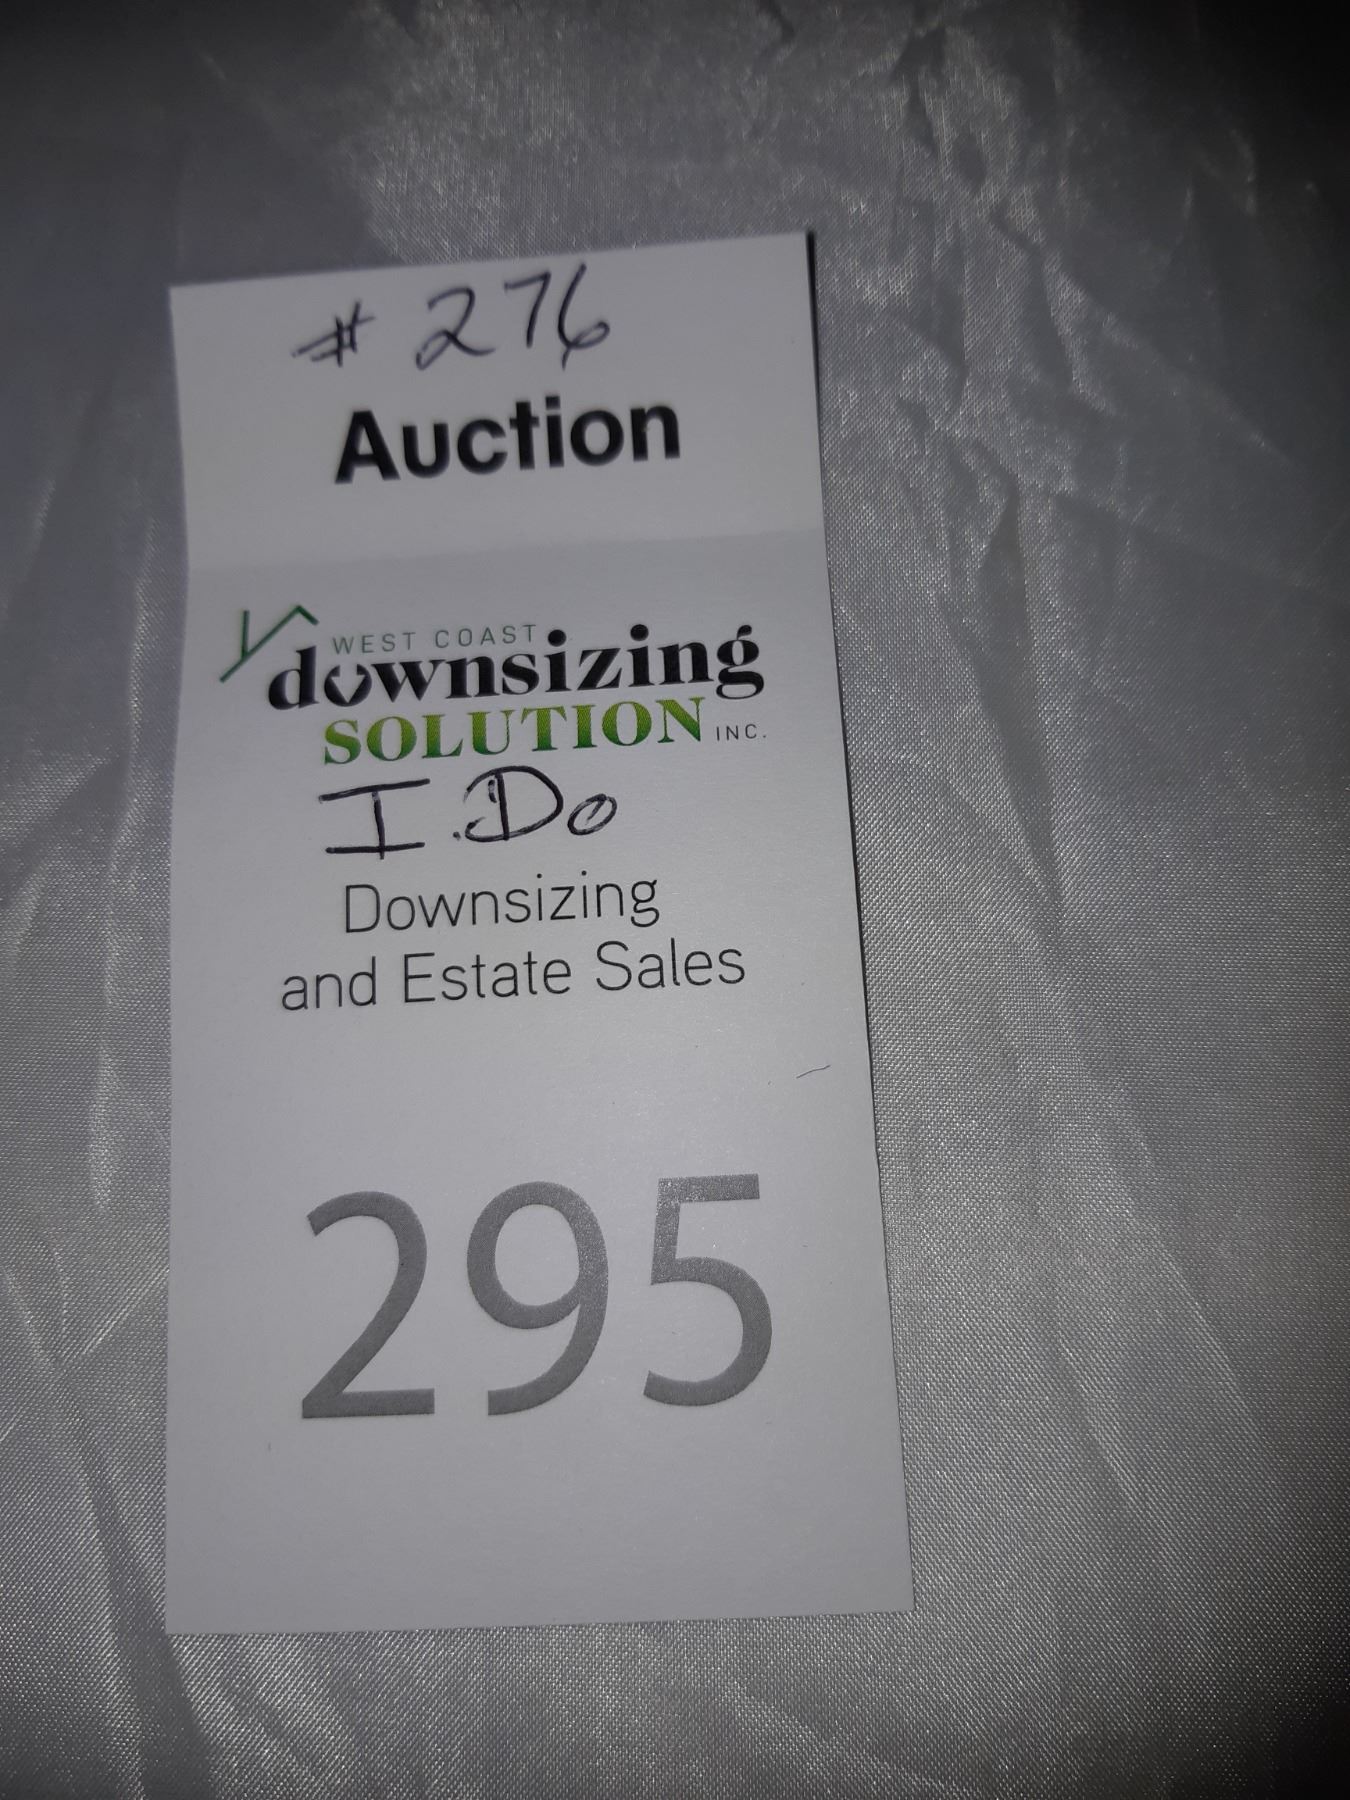 # 276
Auction
WEST COAST
downsizing
SOLUTION INC.
I Do
Downsizing
and Estate Sales
295